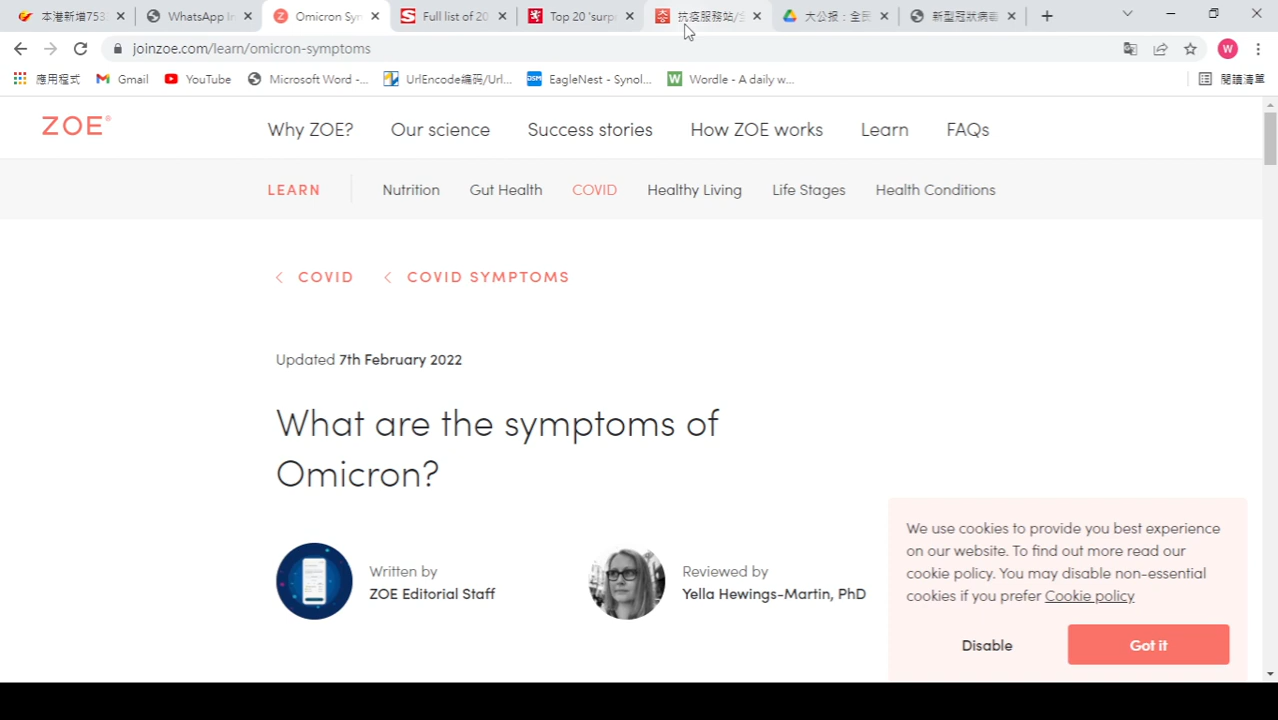 本港新增753
WhatsApp
Omicron Syn
Full list of 20
Top 20 'surp
抗疫服務站/
大公报：全民
新型冠狀病
joinzoe.com/learn/omicron-symptoms
W
應用程式
Gmail
YouTube
Microsoft Word -...
UrlEncode编码/Url...
DSM
EagleNest - Synol...
W
Wordle - A daily w...
閱讀清單
ZOE
Why ZOE?
Our science
Success stories
How ZOE works
Learn
FAQs
LEARN
Nutrition
Gut Health
COVID
Healthy Living
Life Stages
Health Conditions
COVID
COVID SYMPTOMS
Updated 7th February 2022
What are the symptoms of
Omicron?
Written by
ZOE Editorial Staff
Reviewed by
Yella Hewings-Martin, PhD
We use cookies to provide you best experience
on our website. To find out more read our
cookie policy. You may disable non-essential
cookies if you prefer Cookie policy
Disable
Got it